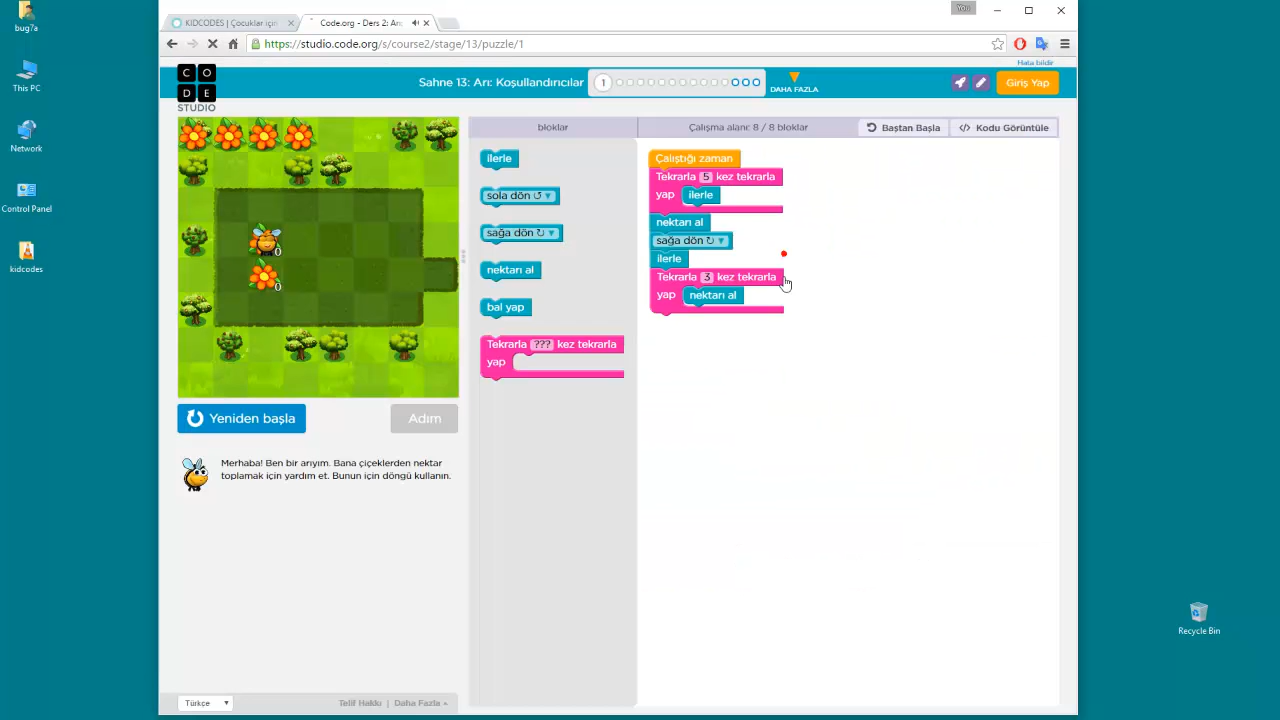 You
bug7a
This PC
Network
Control Panel
kidcodes
Recycle Bin
KIDCODES | Çocuklar için
Code.org - Ders 2: Arı:
https://studio.code.org/s/course2/stage/13/puzzle/1
Hata bildir
C O
D E
STUDIO
Sahne 13: Arı: Koşullandırıcılar
1
DAHA FAZLA
Giriş Yap
bloklar
Çalışma alanı: 8 / 8 bloklar
Baştan Başla
Kodu Görüntüle
0
0
Yeniden başla
Adım
Merhaba! Ben bir arıyım. Bana çiçeklerden nektar
toplamak için yardım et. Bunun için döngü kullanın.
ilerle
sola dön ↺
sağa dön ↻
nektarı al
bal yap
Tekrarla ??? kez tekrarla
yap
Çalıştığı zaman
Tekrarla 5 kez tekrarla
yap ilerle
nektarı al
sağa dön ↻
ilerle
Tekrarla 3 kez tekrarla
yap nektarı al
Türkçe
Telif Hakkı | Daha Fazla